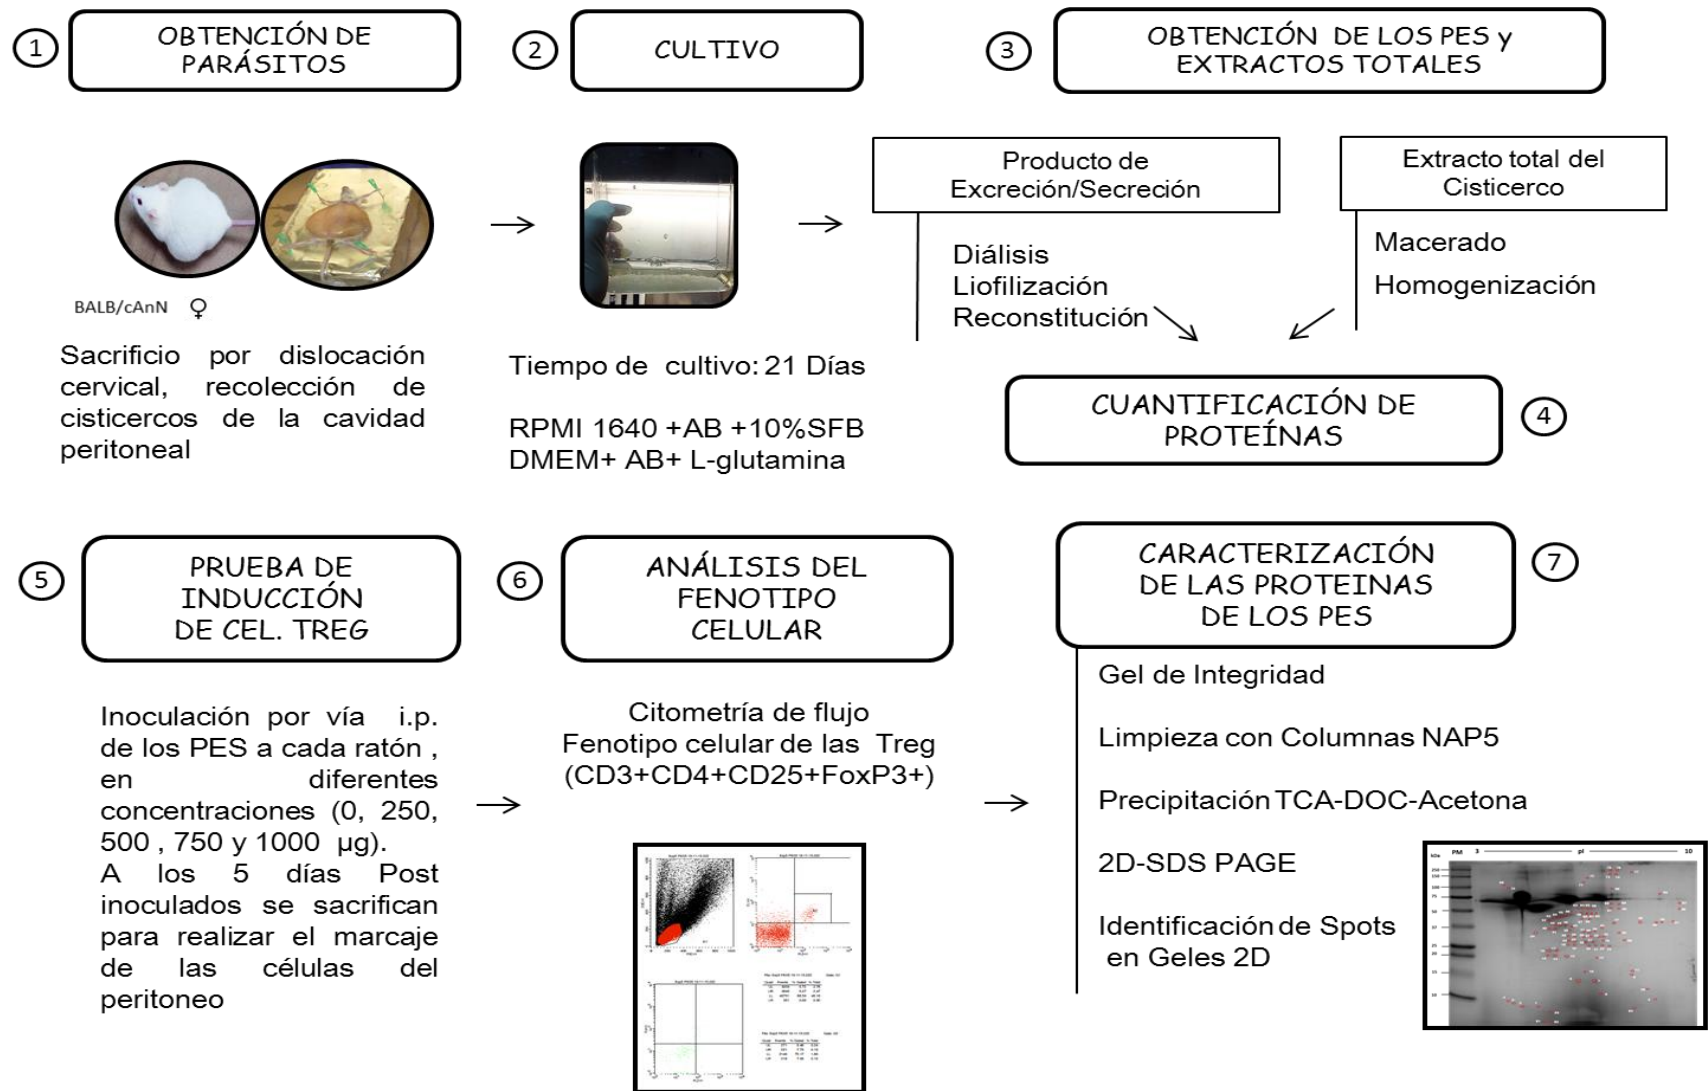 1
OBTENCIÓN DE
PARÁSITOS
BALB/cAnN ♀
Sacrificio por dislocación
cervical, recolección de
cisticercos de la cavidad
peritoneal
2
CULTIVO
Tiempo de cultivo: 21 Días
RPMI 1640 +AB +10%SFB
DMEM+ AB+ L-glutamina
3
OBTENCIÓN DE LOS PES y
EXTRACTOS TOTALES
Producto de
Excreción/Secreción
Diálisis
Liofilización
Reconstitución
Extracto total del
Cisticerco
Macerado
Homogenización
CUANTIFICACIÓN DE
PROTEÍNAS
4
5
PRUEBA DE
INDUCCIÓN
DE CEL. TREG
Inoculación por vía i.p.
de los PES a cada ratón ,
en diferentes
concentraciones (0, 250,
500 , 750 y 1000 µg).
A los 5 días Post
inoculados se sacrifican
para realizar el marcaje
de las células del
peritoneo
6
ANÁLISIS DEL
FENOTIPO
CELULAR
Citometría de flujo
Fenotipo celular de las Treg
(CD3+CD4+CD25+FoxP3+)
CARACTERIZACIÓN
DE LAS PROTEINAS
DE LOS PES
7
Gel de Integridad
Limpieza con Columnas NAP5
Precipitación TCA-DOC-Acetona
2D-SDS PAGE
Identificación de Spots
en Geles 2D
PM 3 pI 10